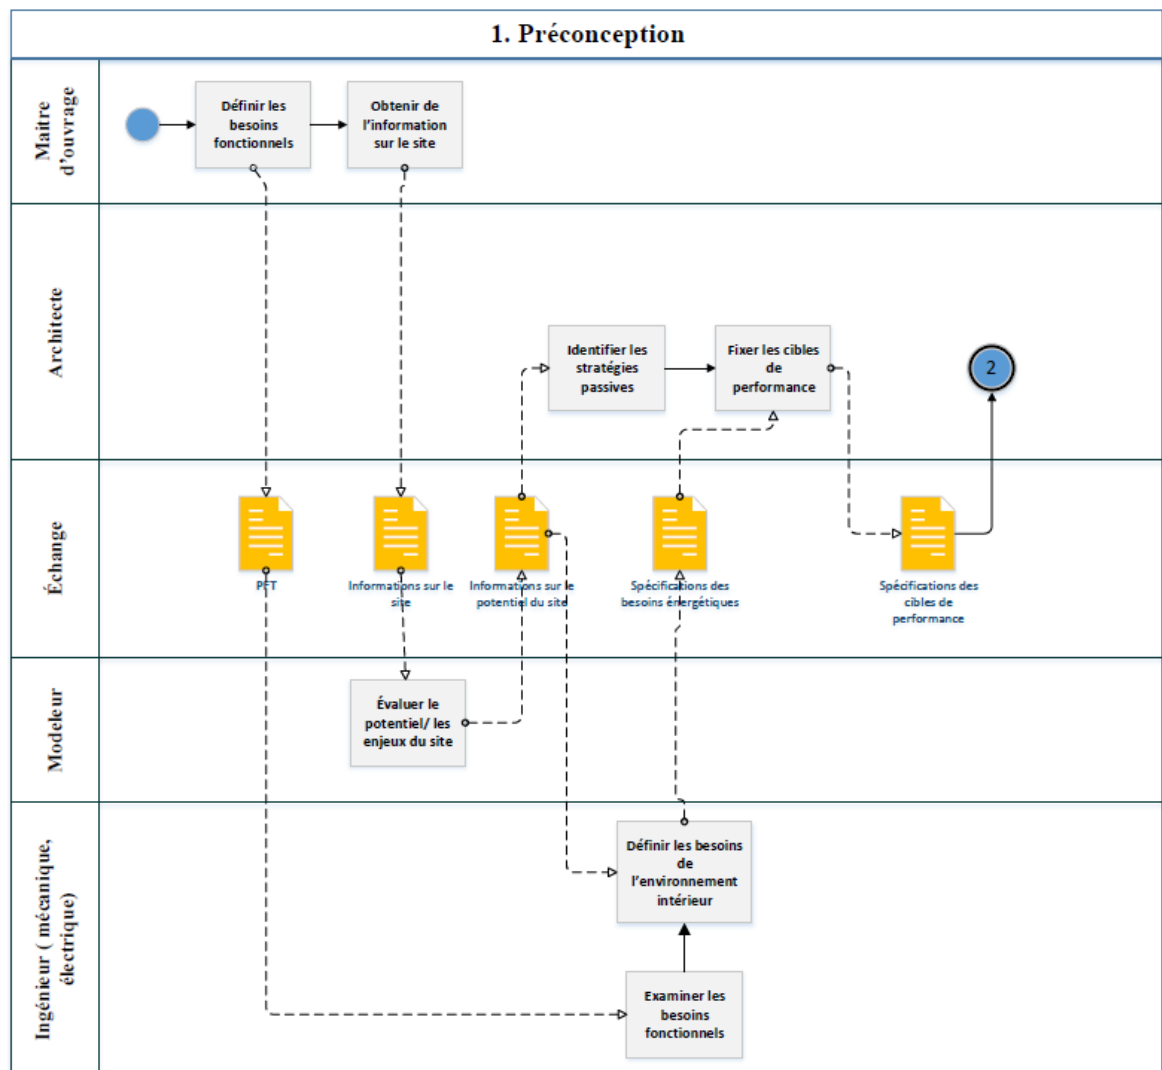 1. Préconception
Maitre
d'ouvrage
Définir les
besoins
fonctionnels
Obtenir de
l'information
sur le site
Architecte
Identifier les
stratégies
passives
Fixer les cibles
de
performance
2
Échange
PFT
Informations sur le
site
Informations sur le
potentiel du site
Spécifications des
besoins énergétiques
Spécifications des
cibles de
performance
Modeleur
Évaluer le
potentiel/ les
enjeux du site
Ingénieur ( mécanique,
électrique)
Définir les besoins
de
l'environnement
intérieur
Examiner les
besoins
fonctionnels